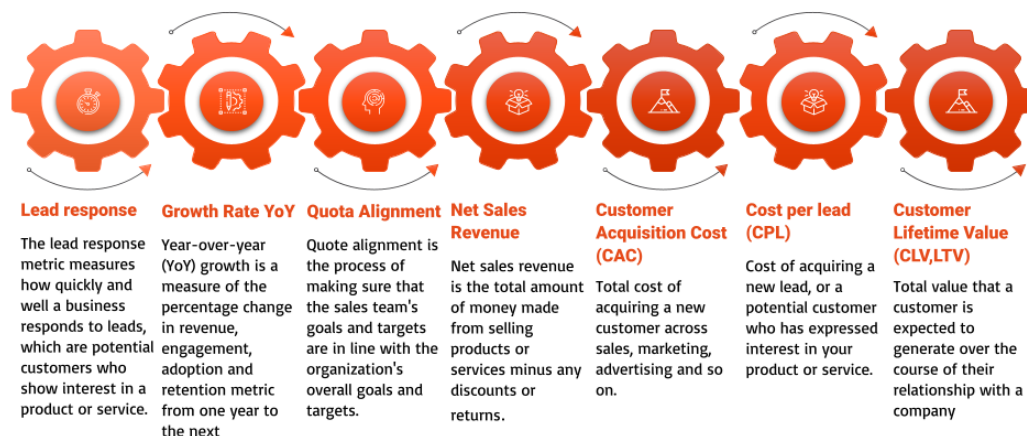 Lead response
The lead response
metric measures
how quickly and
well a business
responds to leads,
which are potential
customers who
show interest in a
product or service.
Growth Rate YoY
Year-over-year
(YoY) growth is a
measure of the
percentage change
in revenue,
engagement,
adoption and
retention metric
from one year to
the next
Quota Alignment
Quote alignment is
the process of
making sure that
the sales team's
goals and targets
are in line with the
organization's
overall goals and
targets.
Net Sales
Revenue
Net sales revenue
is the total amount
of money made
from selling
products or
services minus any
discounts or
returns.
Customer
Acquisition Cost
(CAC)
Total cost of
acquiring a new
customer across
sales, marketing,
advertising and so
on.
Cost per lead
(CPL)
Cost of acquiring a
new lead, or a
potential customer
who has expressed
interest in your
product or service.
Customer
Lifetime Value
(CLV,LTV)
Total value that a
customer is
expected to
generate over the
course of their
relationship with a
company